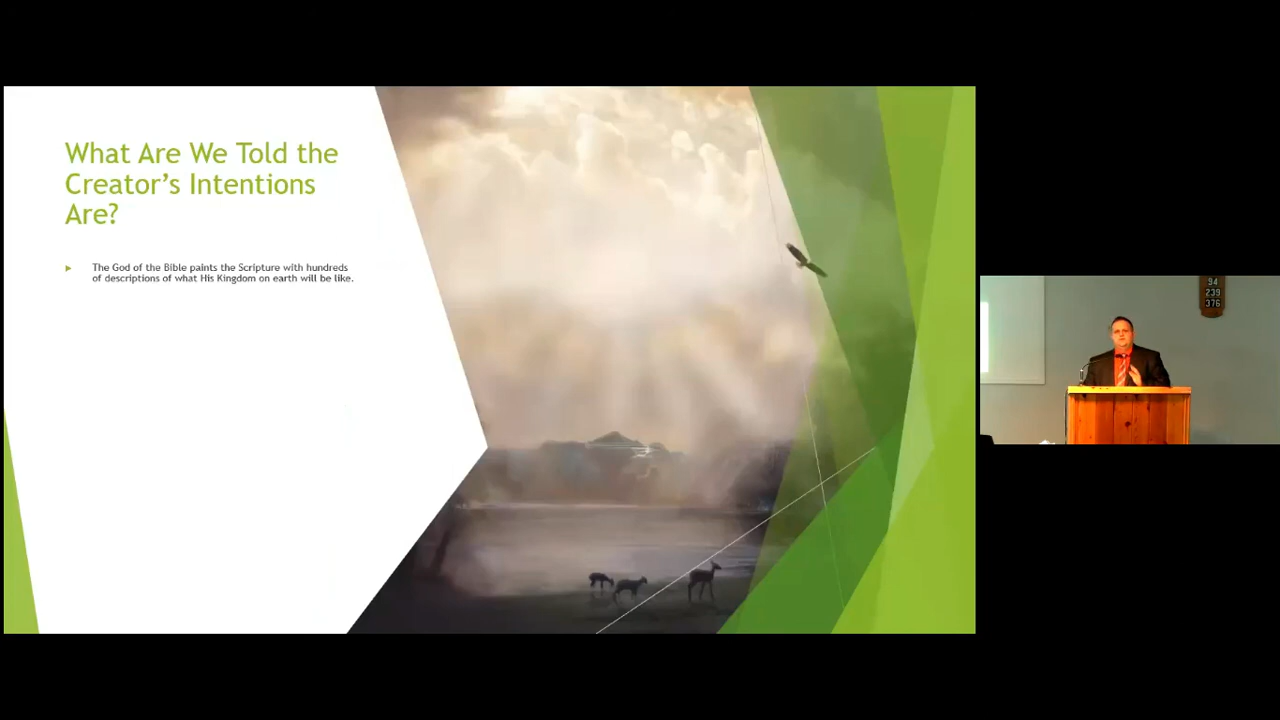 What Are We Told the
Creator's Intentions
Are?
The God of the Bible paints the Scripture with hundreds
of descriptions of what His Kingdom on earth will be like.
94
239
376